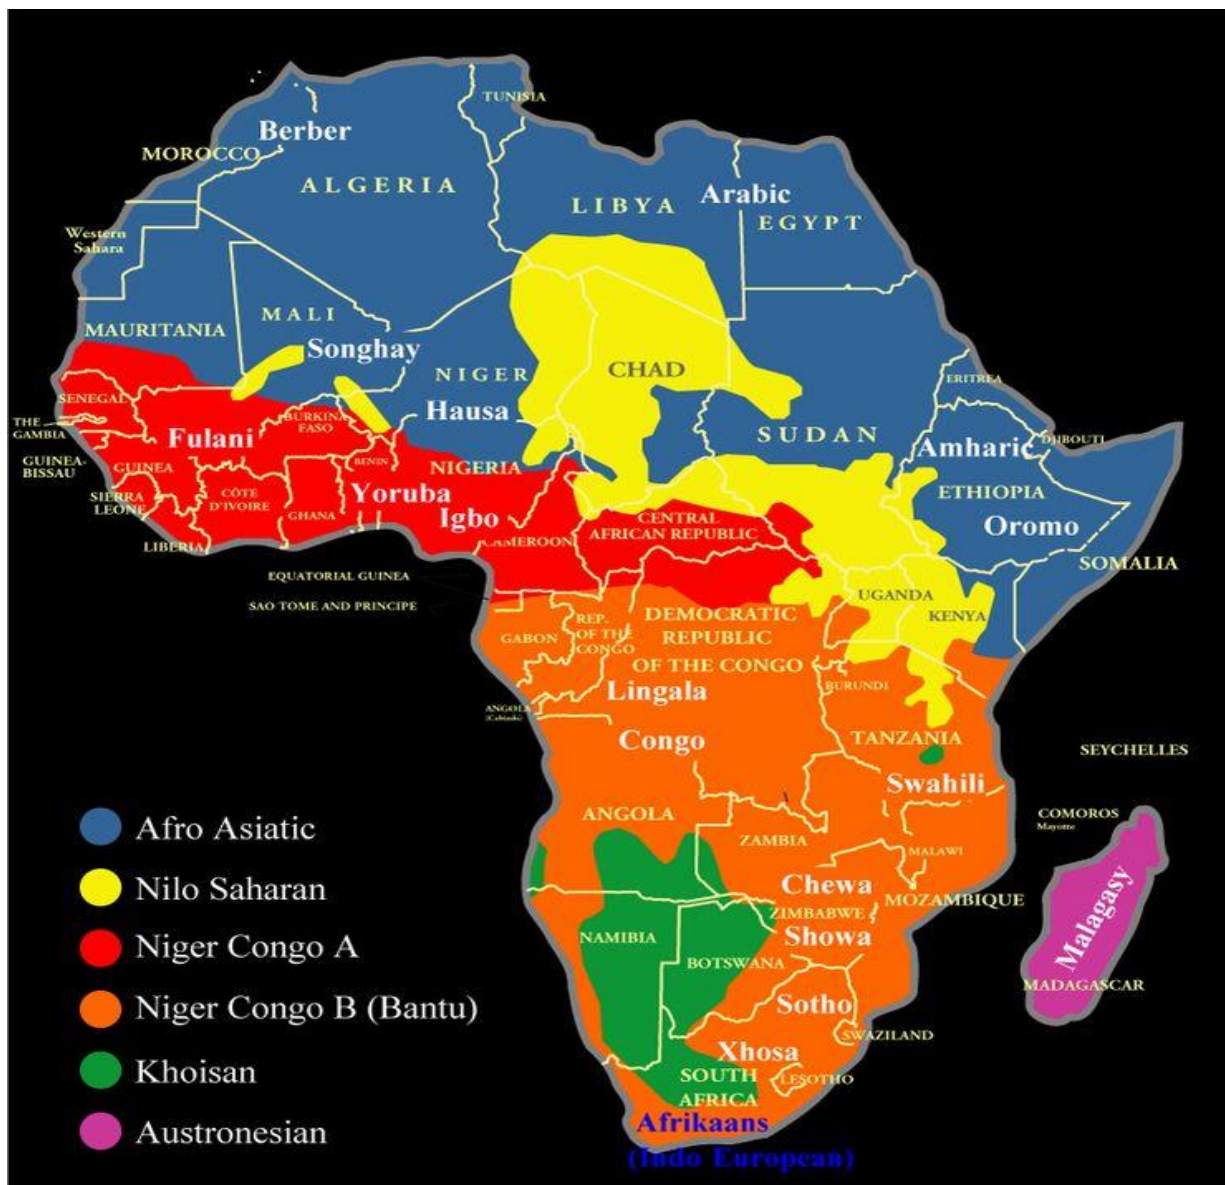 TUNISIA
Berber
MOROCCO
ALGERIA
LIBYA
Arabic
EGYPT
Western
Sahara
MALI
MAURITANIA
Songhay
NIGER
CHAD
ERITREA
SENEGAL
Hausa
THE
GAMBIA
BURKINA
FASO
SUDAN
Fulani
Amharic
DJIBOUTI
GUINEA-
BISSAU
GUINEA
BENIN
NIGERIA
ETHIOPIA
SIERRA
LEONE
CÔTE
D'IVOIRE
GHANA
Yoruba
Igbo
Oromo
LIBERIA
CAMEROON
CENTRAL
AFRICAN REPUBLIC
SOMALIA
EQUATORIAL GUINEA
SAO TOME AND PRINCIPE
UGANDA
KENYA
GABON
REP.
OF THE
CONGO
DEMOCRATIC
REPUBLIC
OF THE CONGO
Lingala
BURUNDI
ANGOLA
(Cabinda)
Congo
TANZANIA
SEYCHELLES
Swahili
ANGOLA
ZAMBIA
MALAWI
COMOROS
Mayotte
Chewa
MOZAMBIQUE
ZIMBABWE
Showa
NAMIBIA
BOTSWANA
Malagasy
MADAGASCAR
Sotho
SWAZILAND
Xhosa
LESOTHO
SOUTH
AFRICA
Afrikaans
(Indo European)
Afro Asiatic
Nilo Saharan
Niger Congo A
Niger Congo B (Bantu)
Khoisan
Austronesian